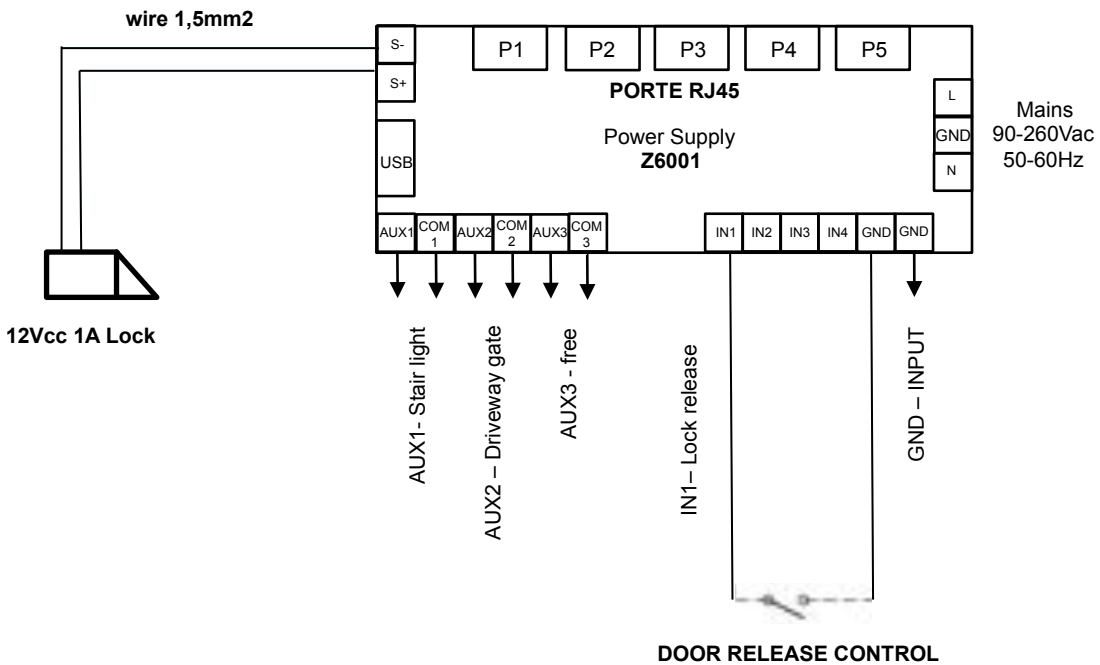 wire 1,5mm2
S-
S+
USB
P1
P2
P3
P4
P5
PORTE RJ45
Power Supply
Z6001
L
GND
N
Mains
90-260Vac
50-60Hz
AUX1
COM
1
AUX2
COM
2
AUX3
COM
3
IN1
IN2
IN3
IN4
GND
GND
12Vcc 1A Lock
AUX1- Stair light
AUX2 – Driveway gate
AUX3 - free
IN1– Lock release
GND – INPUT
DOOR RELEASE CONTROL